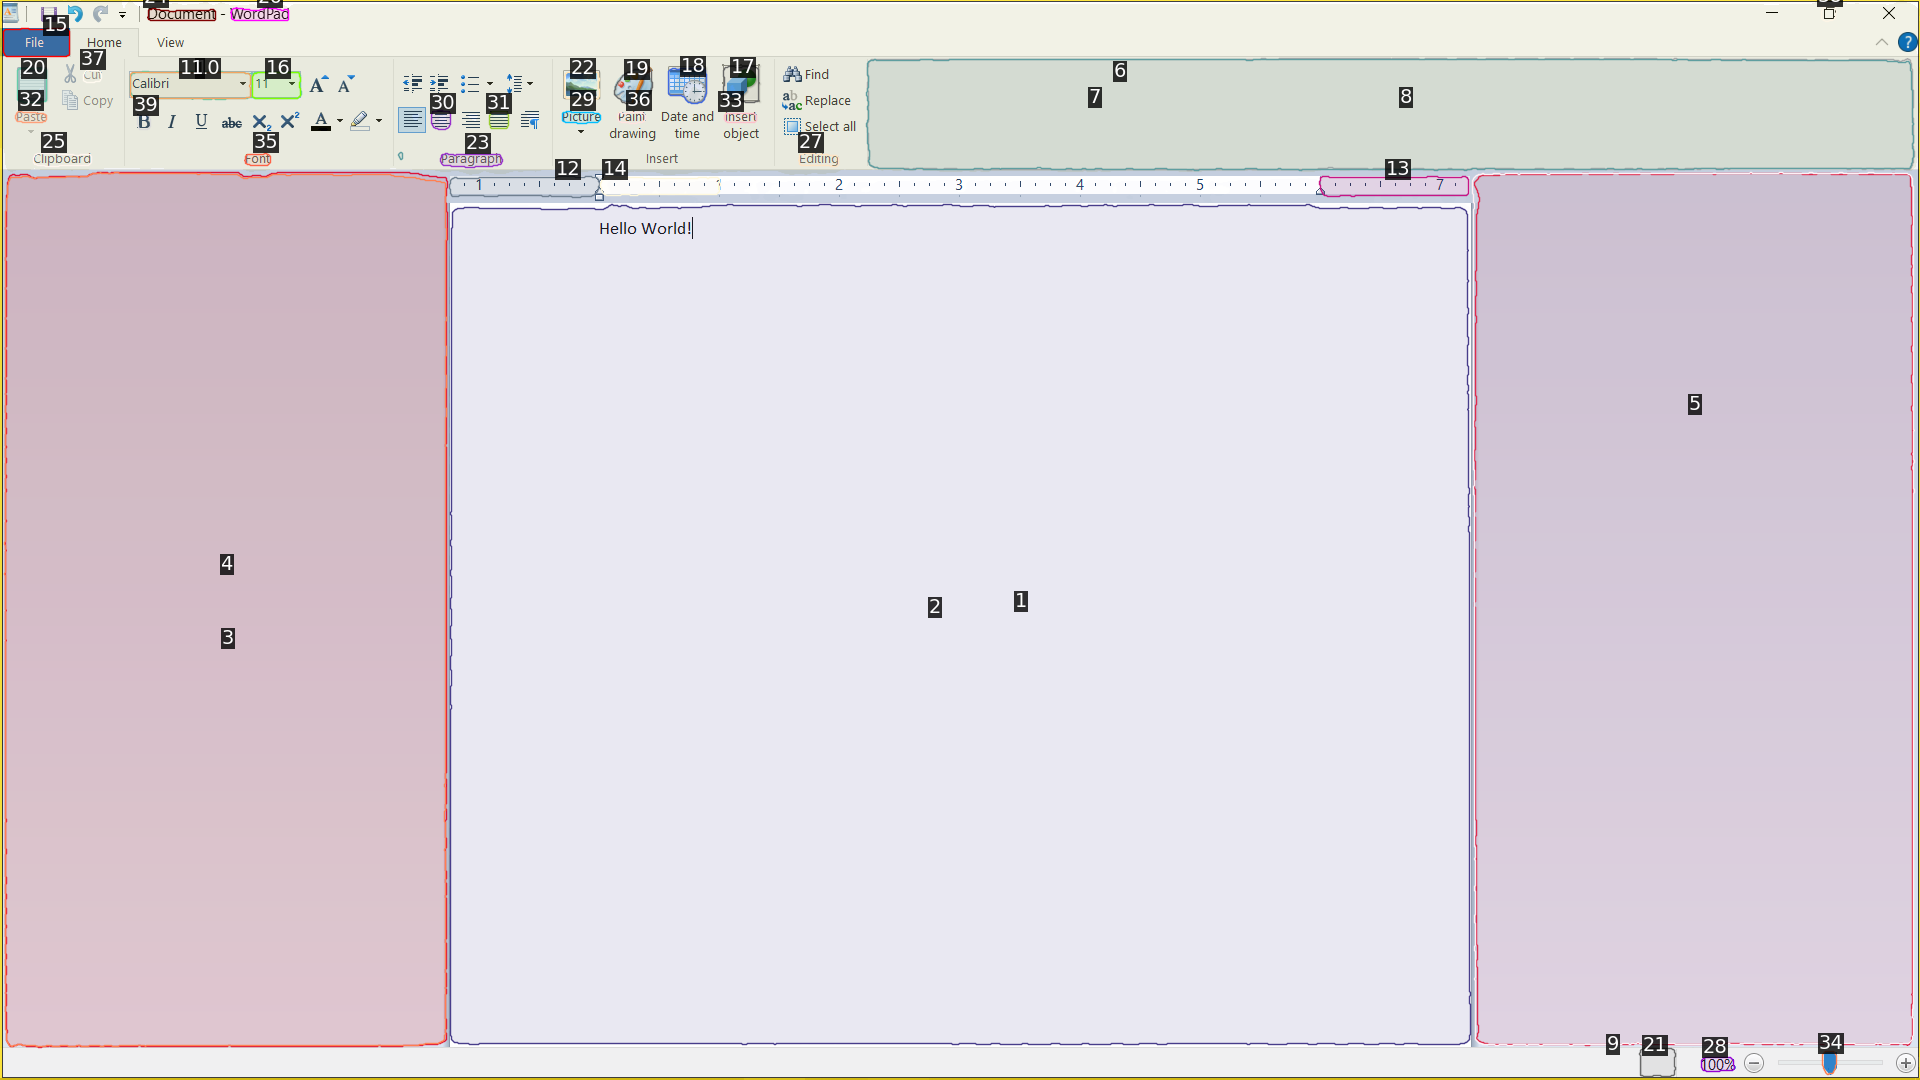 Document - WordPad
15
File Home View
20 37 Cut 11 10 16 22 19 18 17 Find 6
Calibri 11
32 Copy 39 30 31 29 36 33 Replace 7 8
Paste B I U abc X₂ X² A Picture Paint drawing Date and time Insert object Select all
25 35 23 27
Clipboard Font Paragraph Insert Editing
12 14 13
1 1 2 3 4 5 7
Hello World!
5
4
2 1
3
9 21 28 34
100%